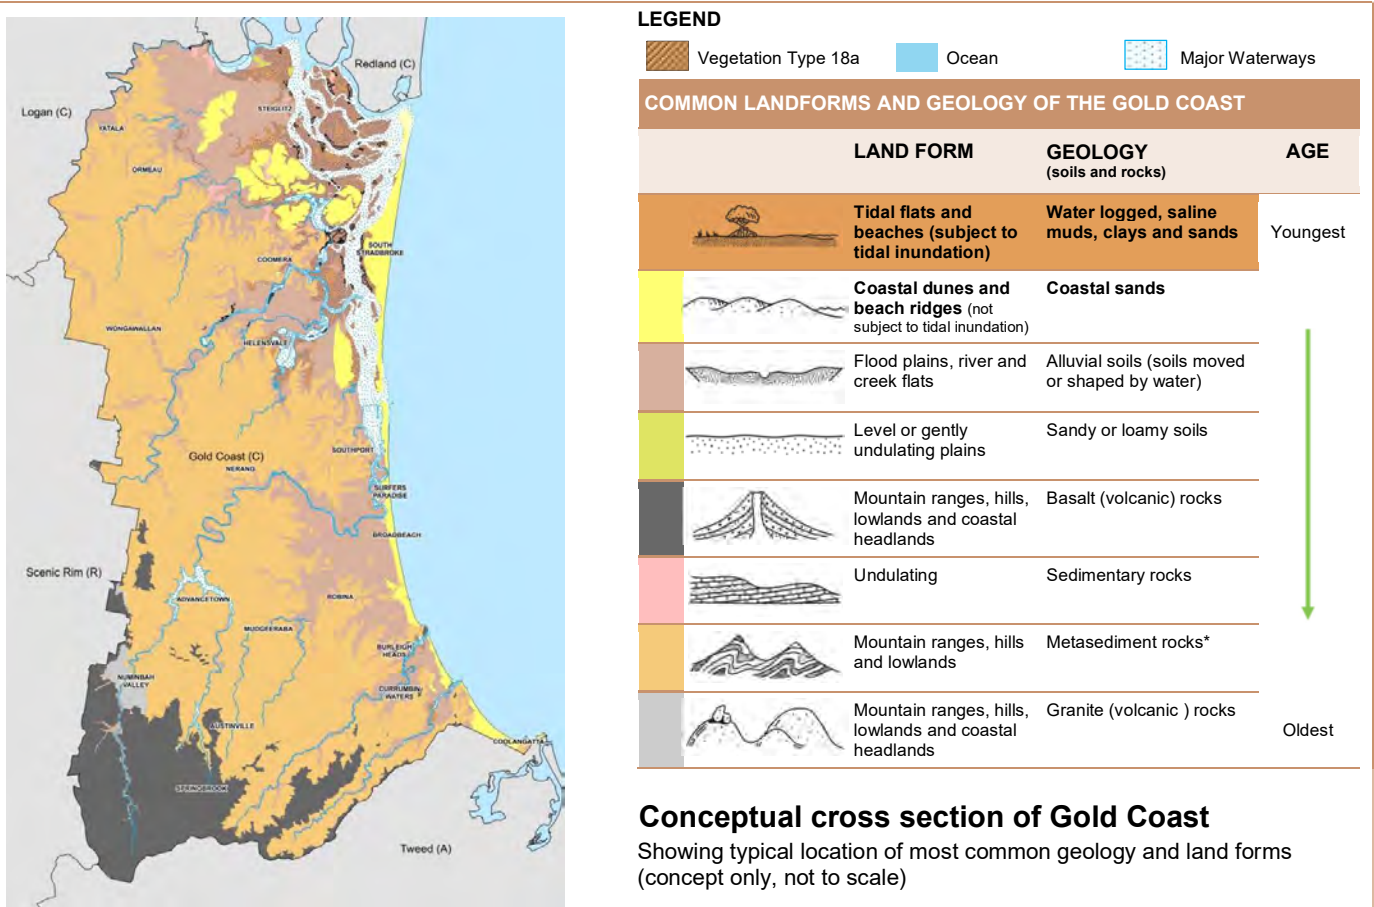 Redland (C)
Logan (C)
STEIGLITZ
YATALA
ORMEAU
SOUTH
STRADBROKE
COOMERA
WONGAWALLAN
HELENSVALE
Gold Coast (C)
NERANG
SOUTHPORT
SURFERS
PARADISE
BROADBEACH
Scenic Rim (R)
ADVANCETOWN
ROBINA
MUDGEERABA
BURLEIGH
HEADS
NUMINBAH
VALLEY
CURRUMBIN
WATERS
AUSTINVILLE
COOLANGATTA
SPRINGBROOK
Tweed (A)
LEGEND
Vegetation Type 18a
Ocean
Major Waterways
COMMON LANDFORMS AND GEOLOGY OF THE GOLD COAST
LAND FORM
GEOLOGY
(soils and rocks)
AGE
Tidal flats and
beaches (subject to
tidal inundation)
Water logged, saline
muds, clays and sands
Youngest
Coastal dunes and
beach ridges (not
subject to tidal inundation)
Coastal sands
Flood plains, river and
creek flats
Alluvial soils (soils moved
or shaped by water)
Level or gently
undulating plains
Sandy or loamy soils
Mountain ranges, hills,
lowlands and coastal
headlands
Basalt (volcanic) rocks
Undulating
Sedimentary rocks
Mountain ranges, hills
and lowlands
Metasediment rocks*
Mountain ranges, hills,
lowlands and coastal
headlands
Granite (volcanic ) rocks
Oldest
Conceptual cross section of Gold Coast
Showing typical location of most common geology and land forms
(concept only, not to scale)